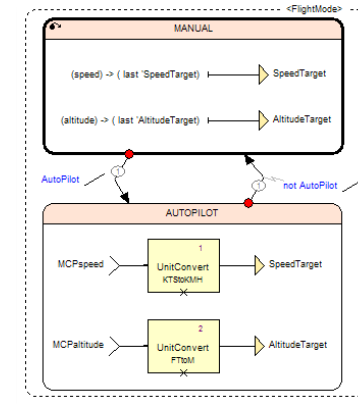 <FlightMode>
MANUAL
(speed) -> ( last 'SpeedTarget) SpeedTarget
(altitude) -> ( last 'AltitudeTarget) AltitudeTarget
1
AutoPilot
1
not AutoPilot
AUTOPILOT
1
MCPspeed UnitConvert SpeedTarget
KTStoKMH
2
MCPaltitude UnitConvert AltitudeTarget
FTtoM